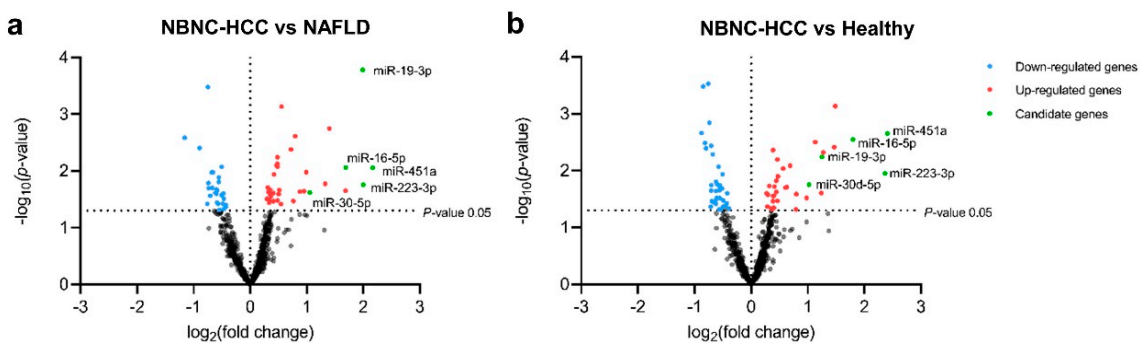 a
NBNC-HCC vs NAFLD
4
3
2
1
0
-log10(p-value)
miR-19-3p
miR-16-5p
miR-451a
miR-223-3p
miR-30-5p
P-value 0.05
-3 -2 -1 0 1 2 3
log2(fold change)
b
NBNC-HCC vs Healthy
4
3
2
1
0
-log10(p-value)
miR-451a
miR-16-5p
miR-19-3p
miR-223-3p
miR-30d-5p
P-value 0.05
-3 -2 -1 0 1 2 3
log2(fold change)
Down-regulated genes
Up-regulated genes
Candidate genes